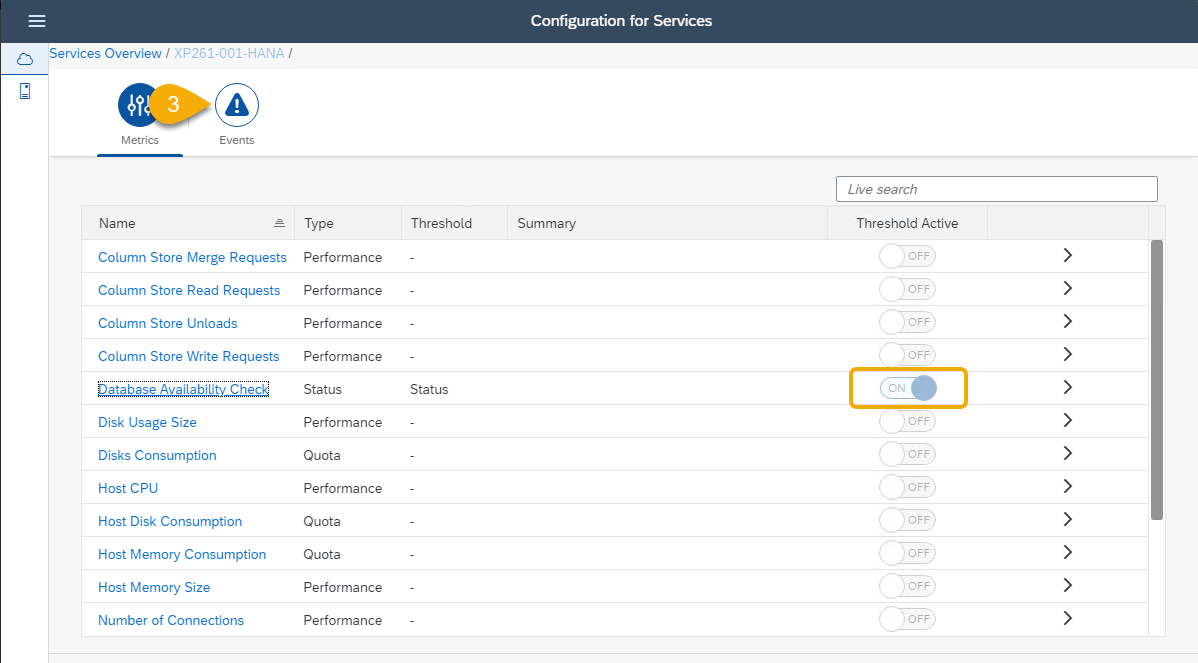 Configuration for Services
Services Overview / XP261-001-HANA /
3
Metrics Events
Live search
Name Type Threshold Summary Threshold Active
Column Store Merge Requests Performance - OFF
Column Store Read Requests Performance - OFF
Column Store Unloads Performance - OFF
Column Store Write Requests Performance - OFF
Database Availability Check Status Status ON
Disk Usage Size Performance - OFF
Disks Consumption Quota - OFF
Host CPU Performance - OFF
Host Disk Consumption Quota - OFF
Host Memory Consumption Quota - OFF
Host Memory Size Performance - OFF
Number of Connections Performance - OFF